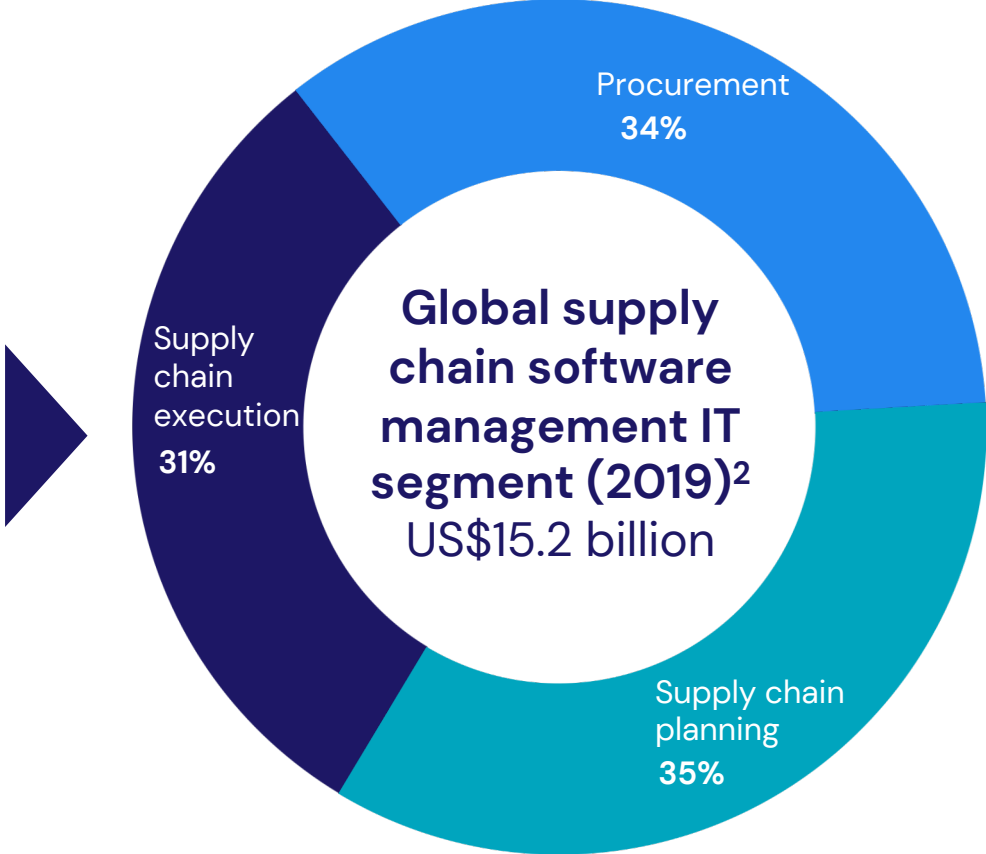 Procurement
34%
Supply
chain
execution
31%
Global supply
chain software
management IT
segment (2019)²
US$15.2 billion
Supply chain
planning
35%